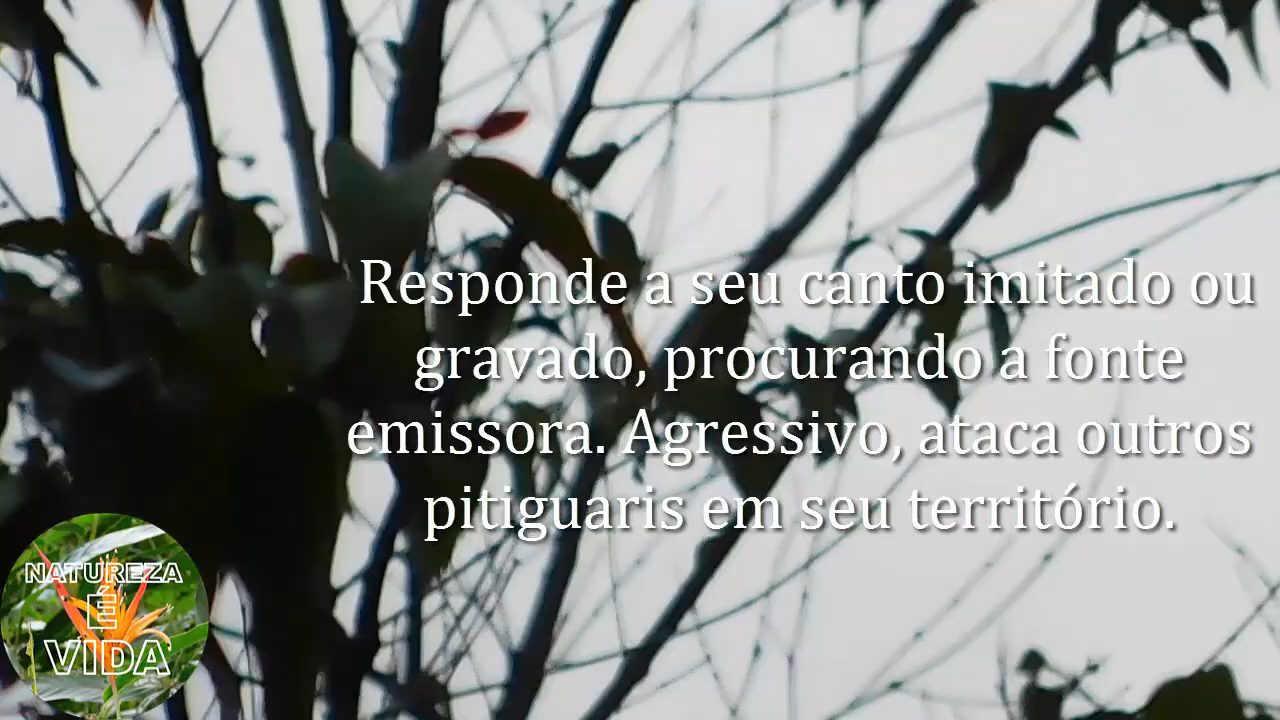 Responde a seu canto imitado ou
gravado, procurando a fonte
emissora. Agressivo, ataca outros
pitiguaris em seu território.
NATUREZA
É
VIDA